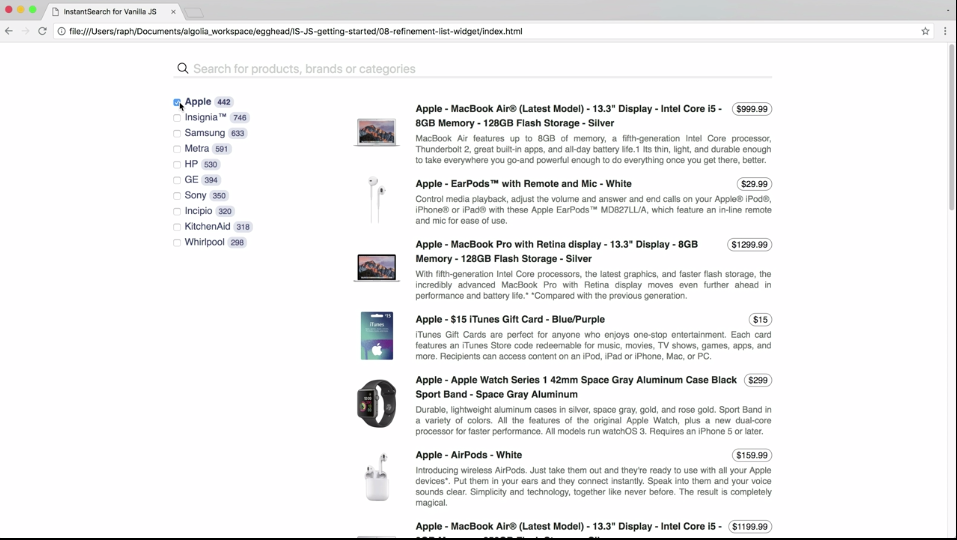 InstantSearch for Vanilla JS
file:///Users/raph/Documents/algolia_workspace/egghead/IS-JS-getting-started/08-refinement-list-widget/index.html
Search for products, brands or categories
Apple 442
Insignia™ 746
Samsung 633
Metra 591
HP 530
GE 394
Sony 350
Incipio 320
KitchenAid 318
Whirlpool 298
Apple - MacBook Air® (Latest Model) - 13.3" Display - Intel Core i5 - $999.99
8GB Memory - 128GB Flash Storage - Silver
MacBook Air features up to 8GB of memory, a fifth-generation Intel Core processor,
Thunderbolt 2, great built-in apps, and all-day battery life.1 Its thin, light, and durable enough
to take everywhere you go-and powerful enough to do everything once you get there, better.
Apple - EarPods™ with Remote and Mic - White $29.99
Control media playback, adjust the volume and answer and end calls on your Apple® iPod®,
iPhone® or iPad® with these Apple EarPods™ MD827LL/A, which feature an in-line remote
and mic for ease of use.
Apple - MacBook Pro with Retina display - 13.3" Display - 8GB $1299.99
Memory - 128GB Flash Storage - Silver
With fifth-generation Intel Core processors, the latest graphics, and faster flash storage, the
incredibly advanced MacBook Pro with Retina display moves even further ahead in
performance and battery life.* *Compared with the previous generation.
Apple - $15 iTunes Gift Card - Blue/Purple $15
iTunes Gift Cards are perfect for anyone who enjoys one-stop entertainment. Each card
features an iTunes Store code redeemable for music, movies, TV shows, games, apps, and
more. Recipients can access content on an iPod, iPad or iPhone, Mac, or PC.
Apple - Apple Watch Series 1 42mm Space Gray Aluminum Case Black $299
Sport Band - Space Gray Aluminum
Durable, lightweight aluminum cases in silver, space gray, gold, and rose gold. Sport Band in
a variety of colors. All the features of the original Apple Watch, plus a new dual-core
processor for faster performance. All models run watchOS 3. Requires an iPhone 5 or later.
Apple - AirPods - White $159.99
Introducing wireless AirPods. Just take them out and they're ready to use with all your Apple
devices*. Put them in your ears and they connect instantly. Speak into them and your voice
sounds clear. Simplicity and technology, together like never before. The result is completely
magical.
Apple - MacBook Air® (Latest Model) - 13.3" Display - Intel Core i5 - $1199.99